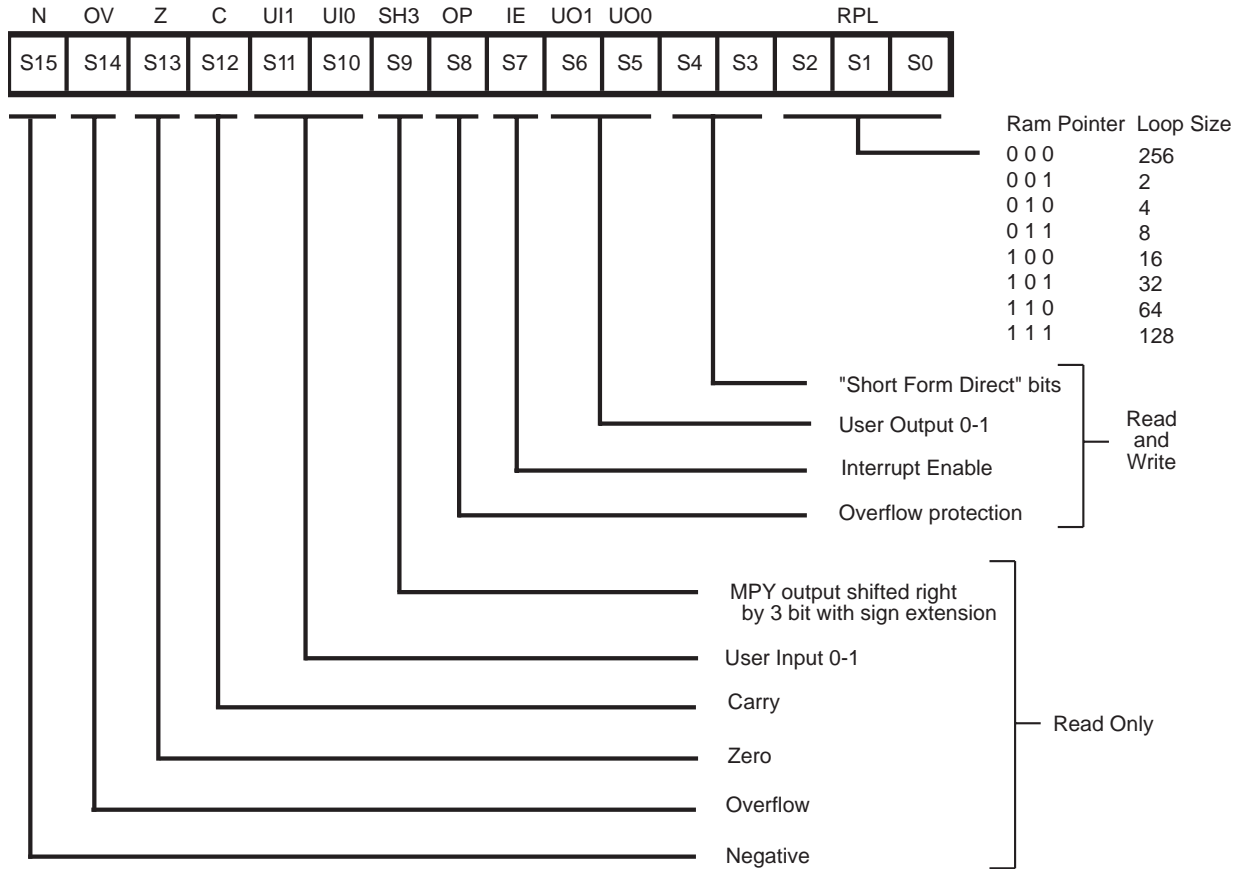 N OV Z C UI1 UI0 SH3 OP IE UO1 UO0 RPL
S15 S14 S13 S12 S11 S10 S9 S8 S7 S6 S5 S4 S3 S2 S1 S0
Ram Pointer Loop Size
0 0 0 256
0 0 1 2
0 1 0 4
0 1 1 8
1 0 0 16
1 0 1 32
1 1 0 64
1 1 1 128
"Short Form Direct" bits
User Output 0-1
Interrupt Enable
Overflow protection
Read
and
Write
MPY output shifted right
by 3 bit with sign extension
User Input 0-1
Carry
Zero
Overflow
Negative
Read Only